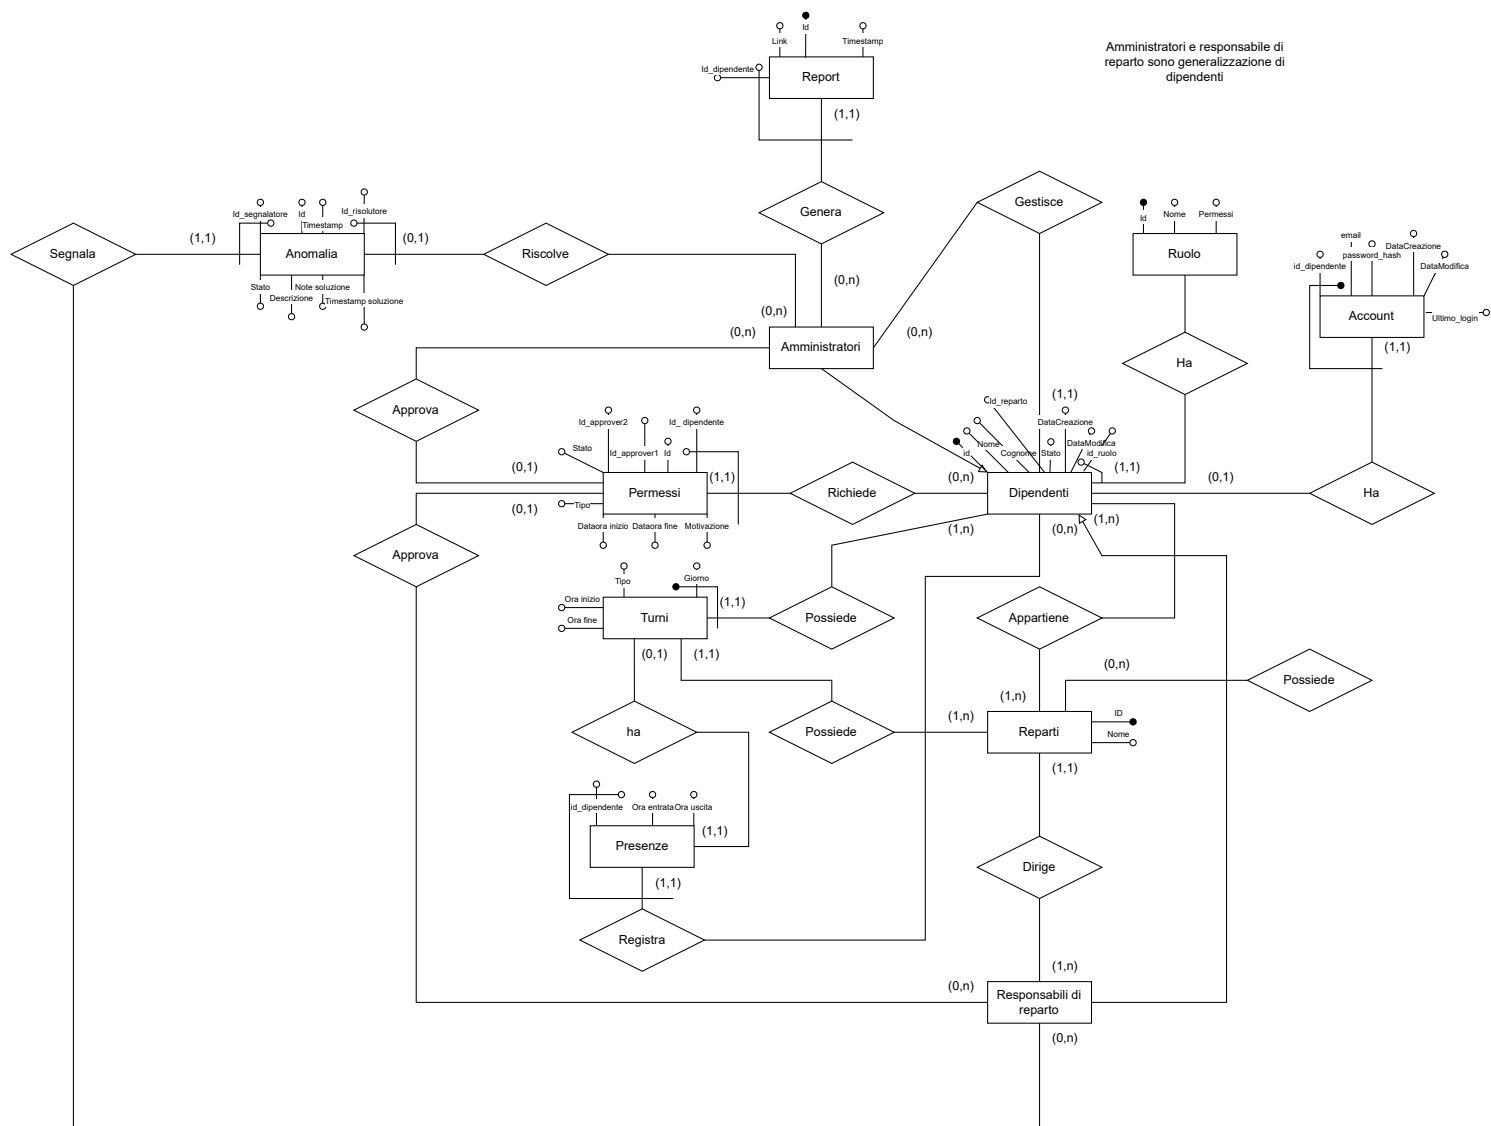 Link
Id
Timestamp
Id_dipendente
Report
(1,1)
Amministratori e responsabile di
reparto sono generalizzazione di
dipendenti
Genera
(0,n)
Gestisce
Id
Nome
Permessi
Ruolo
email
password_hash
DataCreazione
id_dipendente
DataModifica
Account
Ultimo_login
(1,1)
Segnala
(1,1)
Id_segnalatore
Id
Timestamp
Id_risolutore
Anomalia
(0,1)
Stato
Descrizione
Note soluzione
Timestamp soluzione
Riscolve
(0,n)
(0,n)
(0,n)
Amministratori
Ha
Approva
(0,1)
Id_approver2
Id_approver1
Id
Id_ dipendente
Stato
Tipo
Permessi
(1,1)
Dataora inizio
Dataora fine
Motivazione
Richiede
(0,n)
Id_reparto
(1,1)
DataCreazione
id
Nome
Cognome
Stato
DataModifica
id_ruolo
(1,1)
Dipendenti
(0,1)
Ha
(0,1)
Approva
(1,n)
(0,n)
(1,n)
Tipo
Giorno
Ora inizio
Ora fine
Turni
(1,1)
Possiede
Appartiene
(0,1)
(1,1)
(0,n)
Possiede
(1,n)
ha
Possiede
(1,n)
Reparti
ID
Nome
(1,1)
id_dipendente
Ora entrata
Ora uscita
Presenze
(1,1)
(1,1)
Dirige
Registra
(1,n)
(0,n)
Responsabili di
reparto
(0,n)